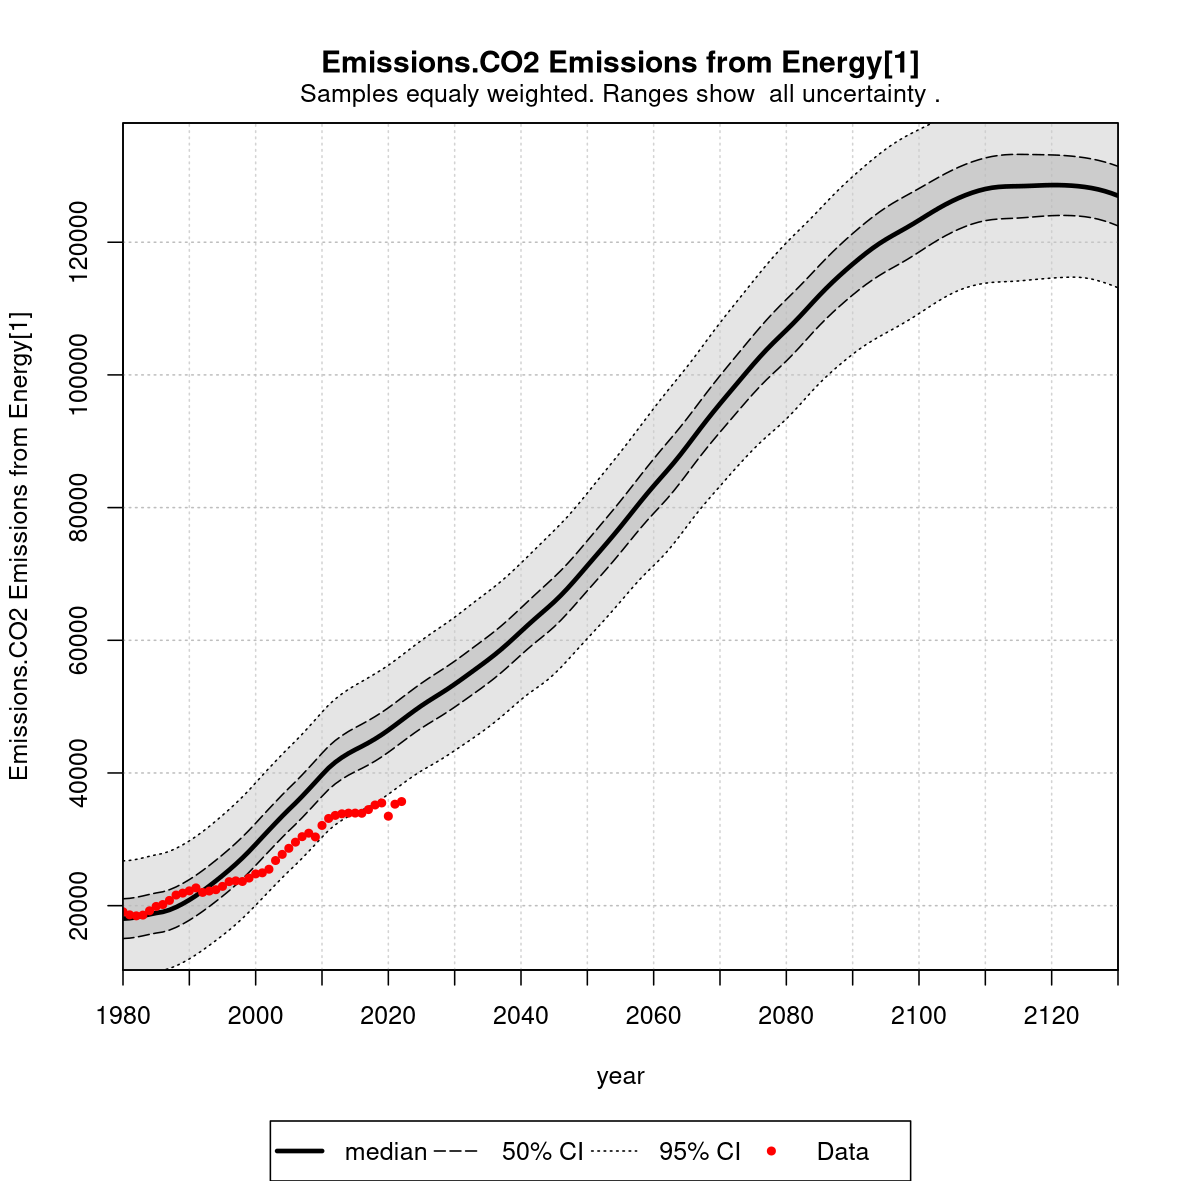 Emissions.CO2 Emissions from Energy[1]
Samples equaly weighted. Ranges show  all uncertainty .
Emissions.CO2 Emissions from Energy[1]
120000
100000
80000
60000
40000
20000
1980 2000 2020 2040 2060 2080 2100 2120
year
median 50% CI 95% CI Data